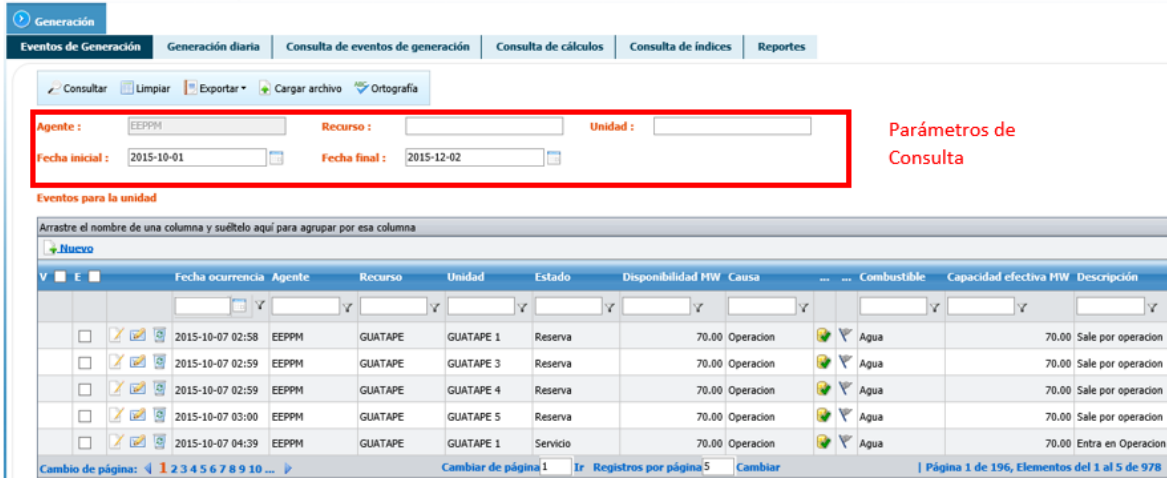 Generación
Eventos de Generación Generación diaria Consulta de eventos de generación Consulta de cálculos Consulta de índices Reportes
Consultar Limpiar Exportar Cargar archivo ABC Ortografía
Agente : EEPPM Recurso : Unidad :
Parámetros de
Consulta
Fecha inicial : 2015-10-01 Fecha final : 2015-12-02
Eventos para la unidad
Arrastre el nombre de una columna y suéltelo aquí para agrupar por esa columna
Nuevo
V E Fecha ocurrencia Agente Recurso Unidad Estado Disponibilidad MW Causa ... ... Combustible Capacidad efectiva MW Descripción
2015-10-07 02:58 EEPPM GUATAPE GUATAPE 1 Reserva 70.00 Operacion Agua 70.00 Sale por operacion
2015-10-07 02:59 EEPPM GUATAPE GUATAPE 3 Reserva 70.00 Operacion Agua 70.00 Sale por operacion
2015-10-07 02:59 EEPPM GUATAPE GUATAPE 4 Reserva 70.00 Operacion Agua 70.00 Sale por operacion
2015-10-07 03:00 EEPPM GUATAPE GUATAPE 5 Reserva 70.00 Operacion Agua 70.00 Sale por operacion
2015-10-07 04:39 EEPPM GUATAPE GUATAPE 1 Servicio 70.00 Operacion Agua 70.00 Entra en Operacion
Cambio de página: 1 2 3 4 5 6 7 8 9 10 ... Cambiar de página 1 Ir Registros por página 5 Cambiar | Página 1 de 196, Elementos del 1 al 5 de 978